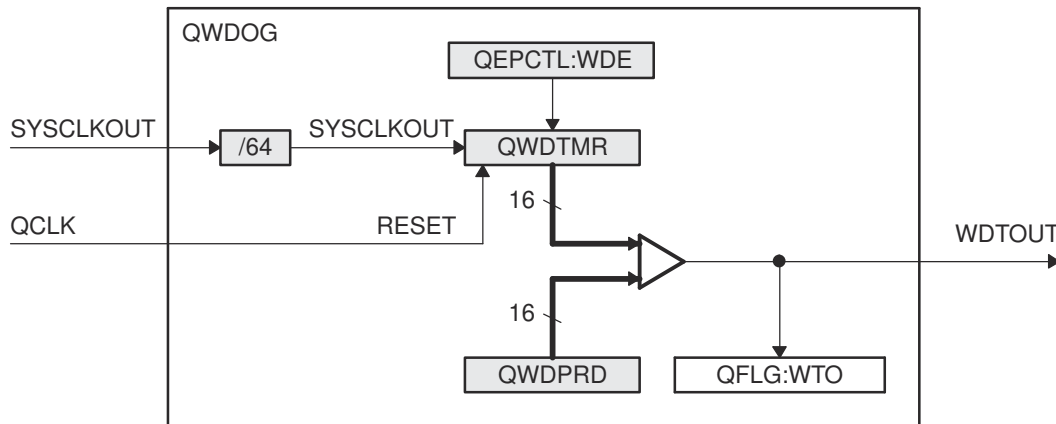 QWDOG
QEPCTL:WDE
SYSCLKOUT
/64
SYSCLKOUT
QWDTMR
16
QCLK
RESET
WDTOUT
16
QWDPRD
QFLG:WTO